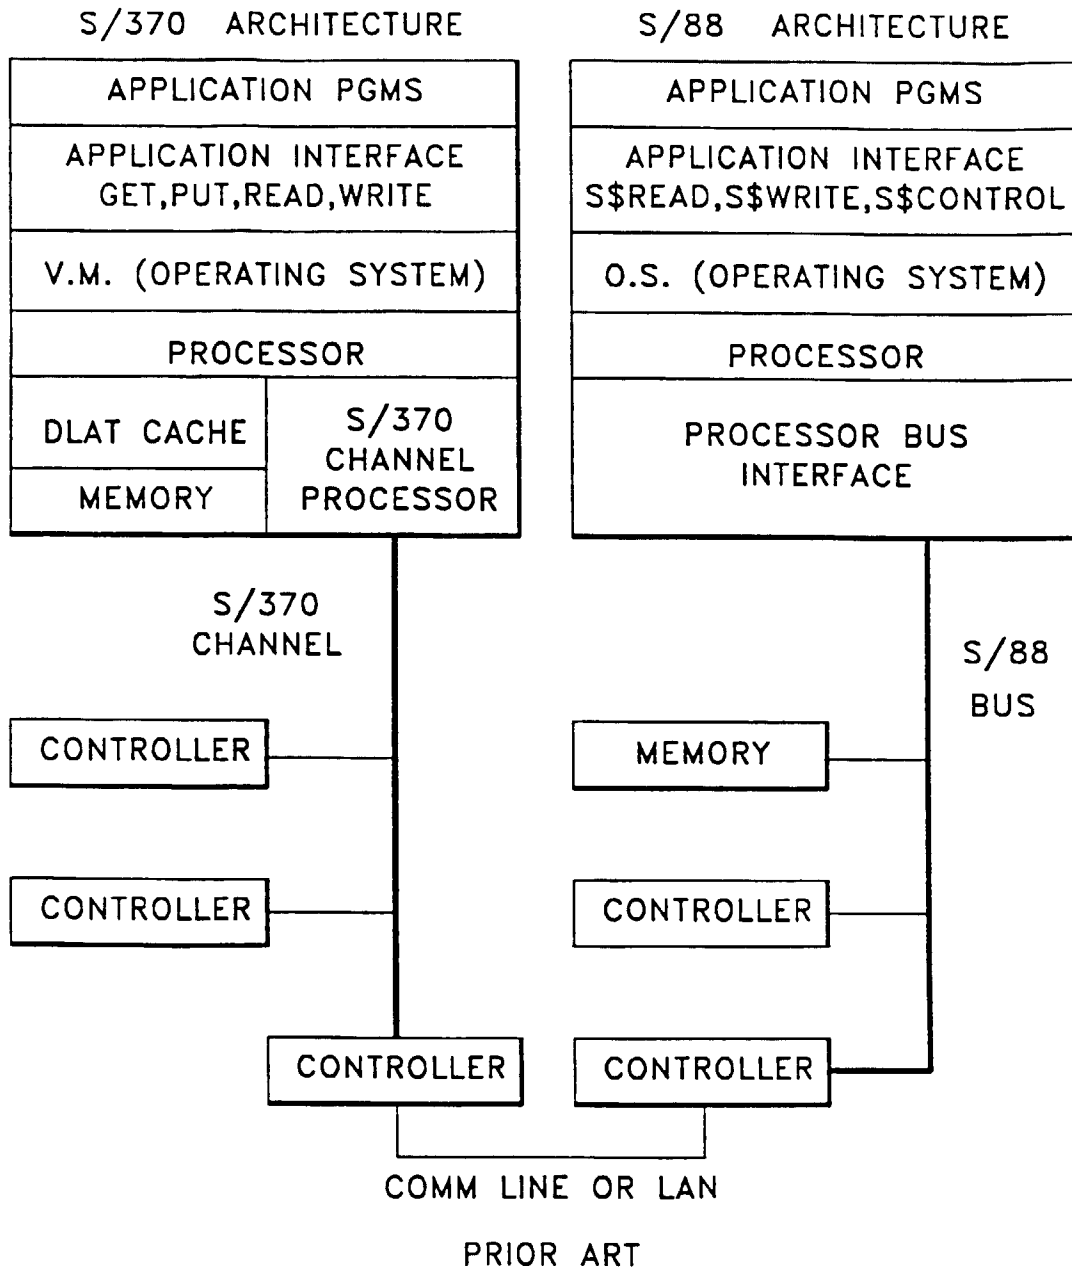 S/370 ARCHITECTURE
APPLICATION PGMS
APPLICATION INTERFACE
GET,PUT,READ,WRITE
V.M. (OPERATING SYSTEM)
PROCESSOR
DLAT CACHE
MEMORY
S/370
CHANNEL
PROCESSOR
S/370
CHANNEL
CONTROLLER
CONTROLLER
CONTROLLER
S/88 ARCHITECTURE
APPLICATION PGMS
APPLICATION INTERFACE
S$READ,S$WRITE,S$CONTROL
O.S. (OPERATING SYSTEM)
PROCESSOR
PROCESSOR BUS
INTERFACE
S/88
BUS
MEMORY
CONTROLLER
CONTROLLER
COMM LINE OR LAN
PRIOR ART